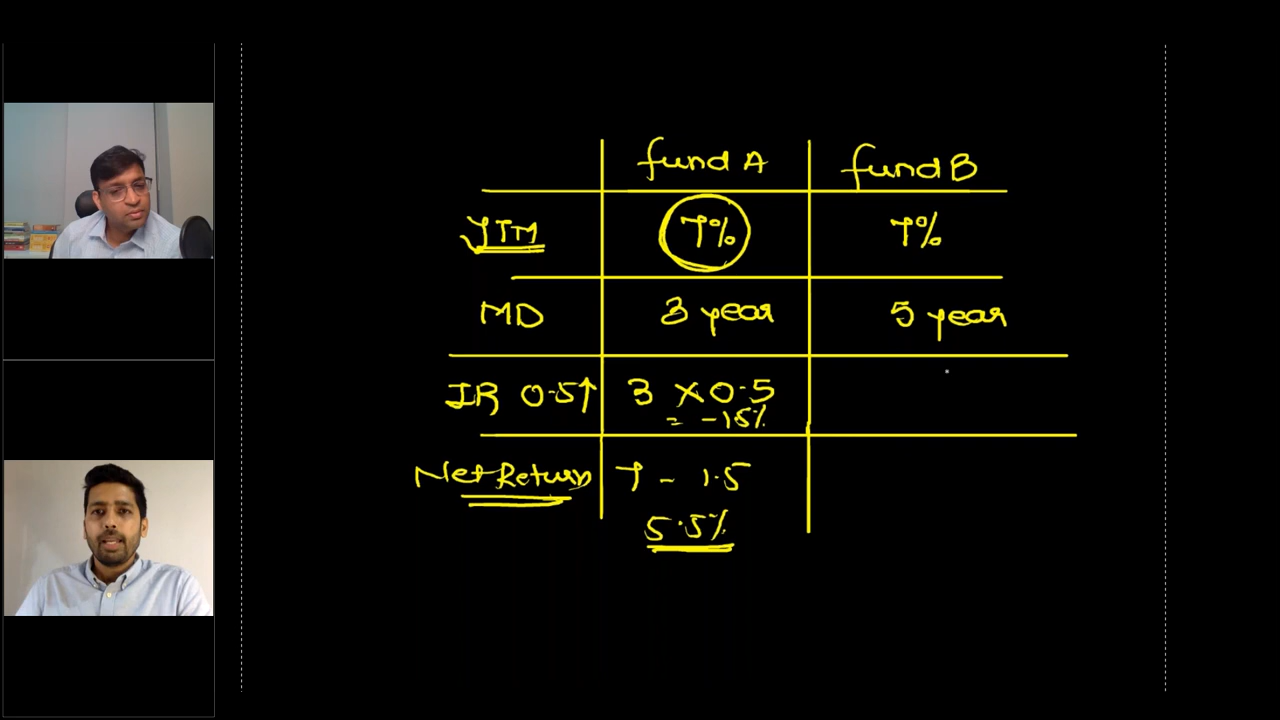 fund A fund B
YTM 7% 7%
MD 3 year 5 year
IR 0.5↑ 3 × 0.5
= -1.5%
Net Return 7 - 1.5
5.5%